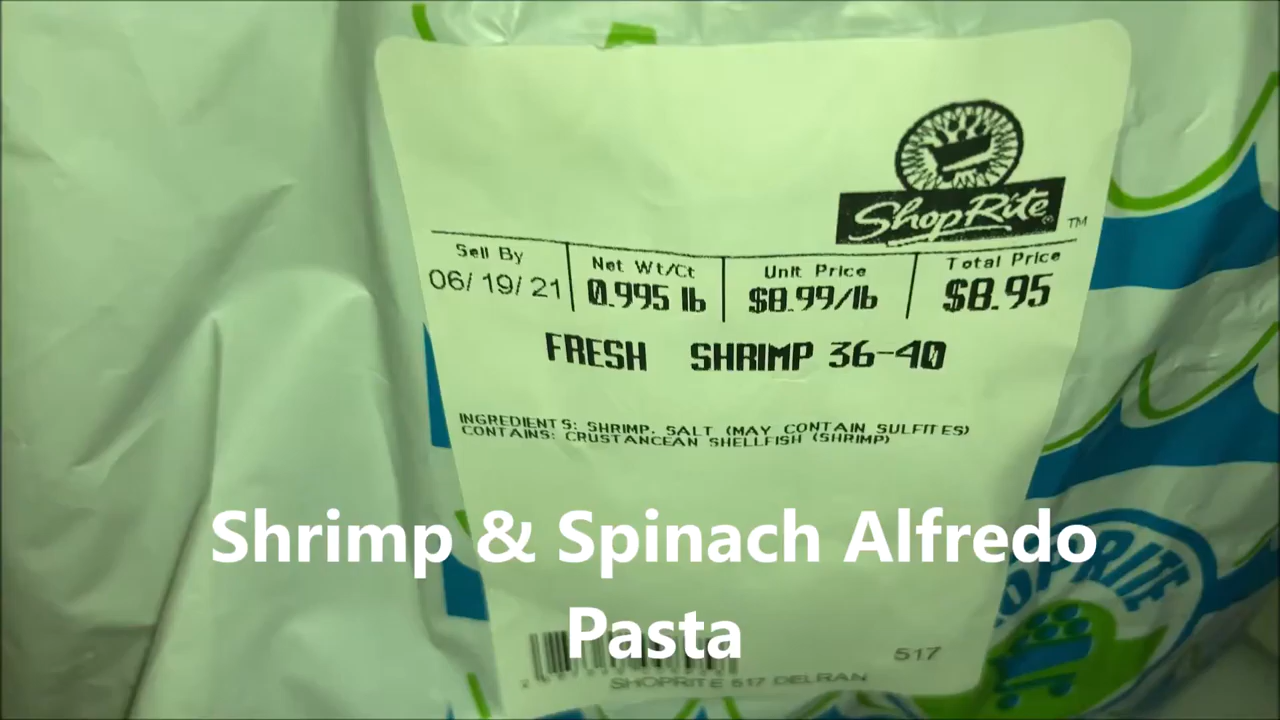 ShopRite® TM
Sell By
06/ 19/ 21
Net Wt/Ct
0.995 lb
Unit Price
$8.99/lb
Total Price
$8.95
FRESH SHRIMP 36-40
INGREDIENTS: SHRIMP. SALT (MAY CONTAIN SULFITES)
CONTAINS: CRUSTANCEAN SHELLFISH (SHRIMP)
Shrimp & Spinach Alfredo
Pasta
517
SHOPRITE 517 DELRAN